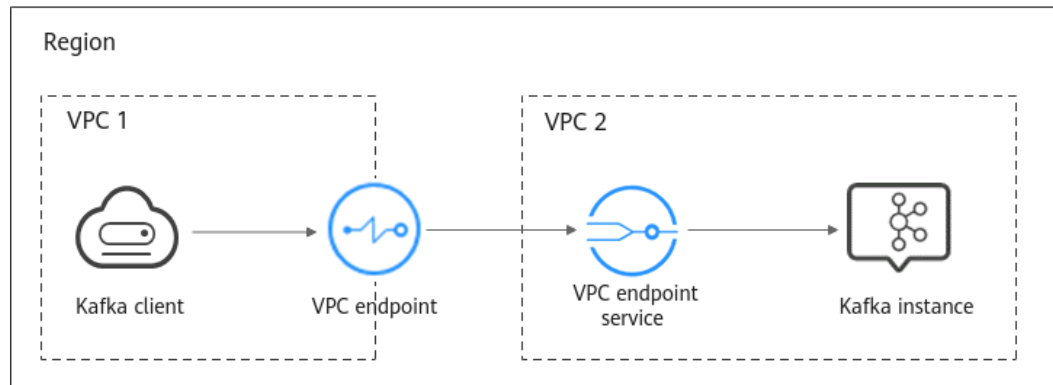 Region
VPC 1
VPC 2
Kafka client
VPC endpoint
VPC endpoint
service
Kafka instance